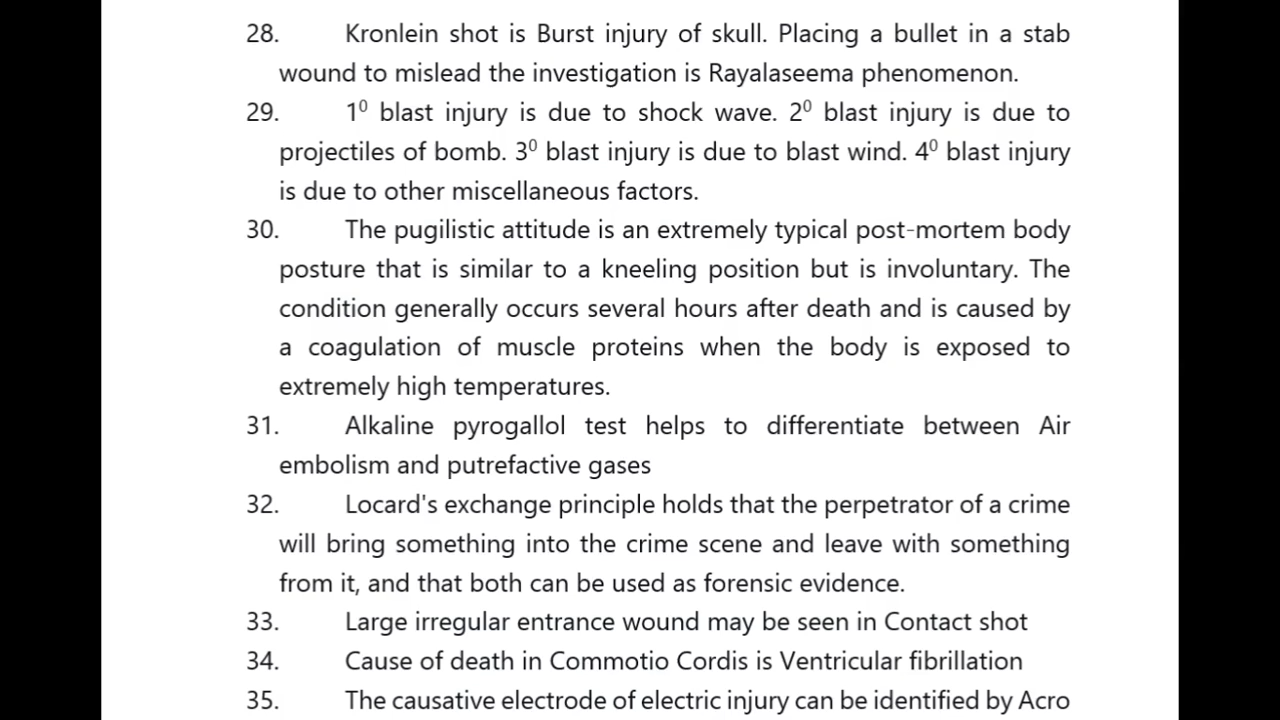 28. Kronlein shot is Burst injury of skull. Placing a bullet in a stab
wound to mislead the investigation is Rayalaseema phenomenon.
29. 1⁰ blast injury is due to shock wave. 2⁰ blast injury is due to
projectiles of bomb. 3⁰ blast injury is due to blast wind. 4⁰ blast injury
is due to other miscellaneous factors.
30. The pugilistic attitude is an extremely typical post-mortem body
posture that is similar to a kneeling position but is involuntary. The
condition generally occurs several hours after death and is caused by
a coagulation of muscle proteins when the body is exposed to
extremely high temperatures.
31. Alkaline pyrogallol test helps to differentiate between Air
embolism and putrefactive gases
32. Locard's exchange principle holds that the perpetrator of a crime
will bring something into the crime scene and leave with something
from it, and that both can be used as forensic evidence.
33. Large irregular entrance wound may be seen in Contact shot
34. Cause of death in Commotio Cordis is Ventricular fibrillation
35. The causative electrode of electric injury can be identified by Acro